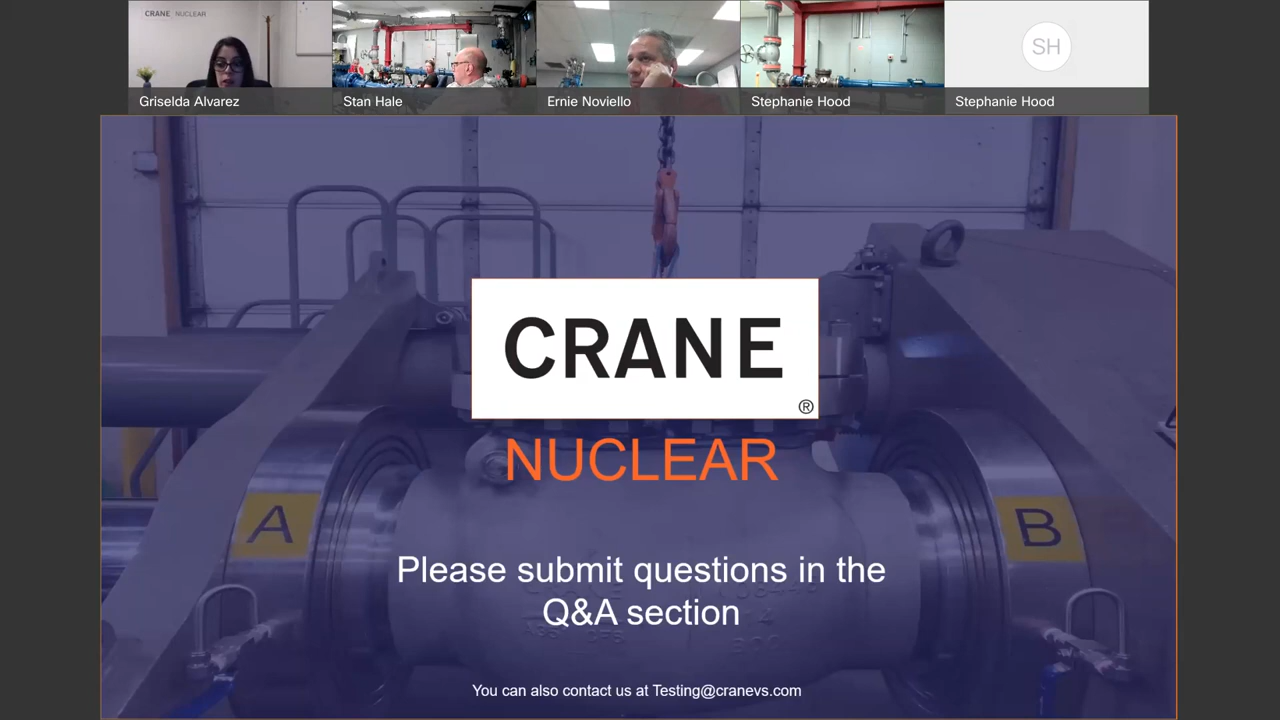 CRANE NUCLEAR
Griselda Alvarez
Stan Hale
Ernie Noviello
Stephanie Hood
SH
Stephanie Hood
CRANE
®
NUCLEAR
A
B
Please submit questions in the
Q&A section
You can also contact us at Testing@cranevs.com